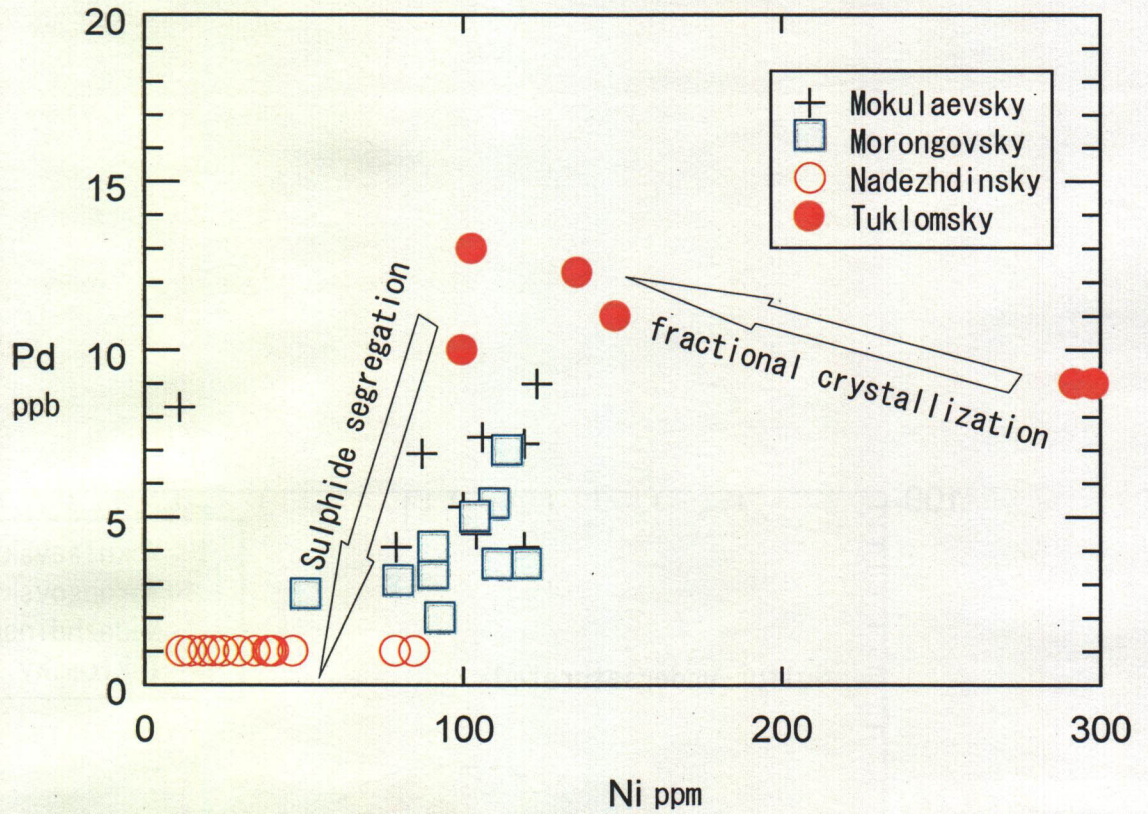 20
15
10
5
0
Pd
ppb
Mokulaevsky
Morongovsky
Nadezhdinsky
Tuklomsky
Sulphide segregation
fractional crystallization
0
100
200
300
Ni ppm